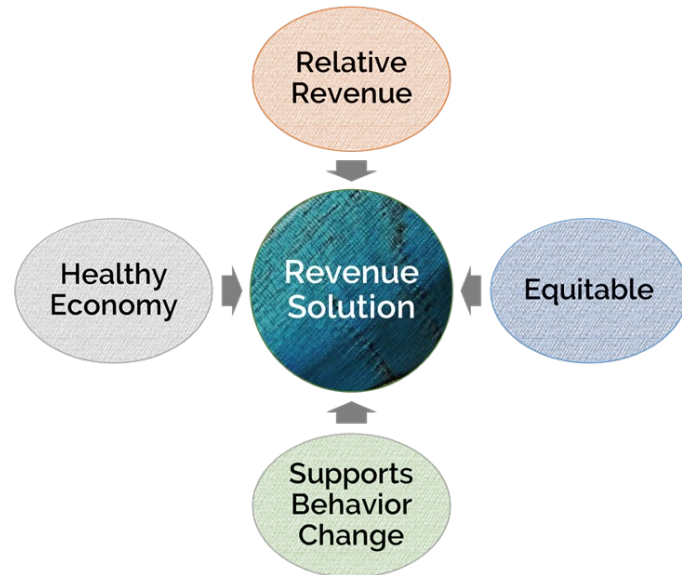 Relative
Revenue
Healthy
Economy
Revenue
Solution
Equitable
Supports
Behavior
Change